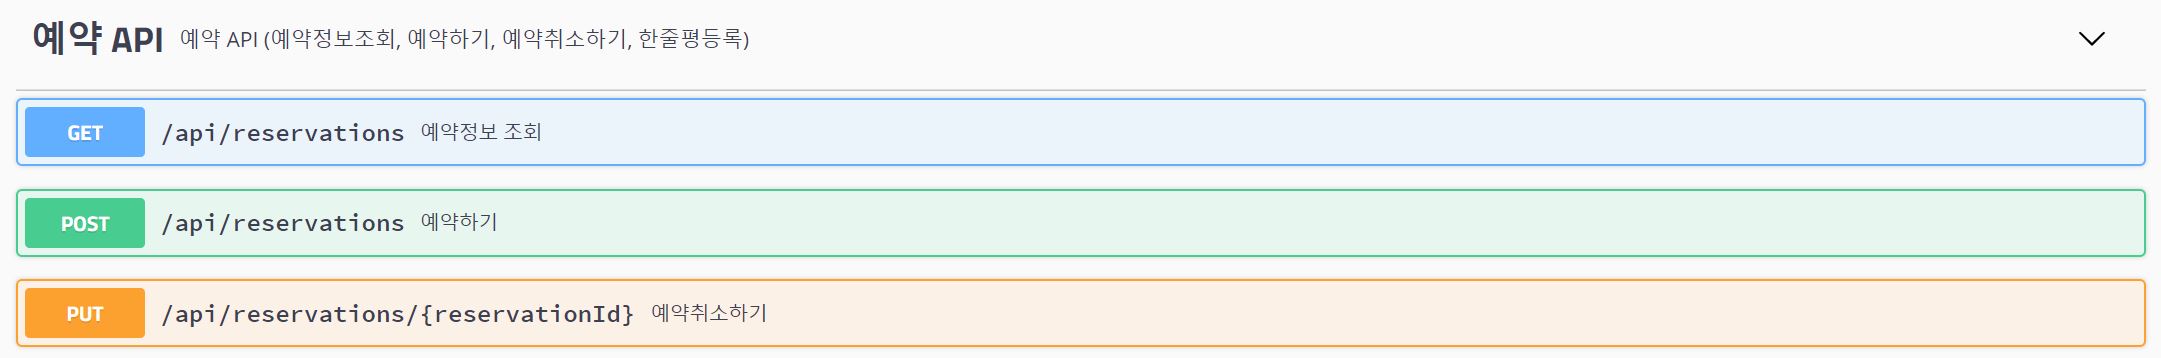 예약 API 예약 API (예약정보조회, 예약하기, 예약취소하기, 한줄평등록)
GET /api/reservations 예약정보 조회
POST /api/reservations 예약하기
PUT /api/reservations/{reservationId} 예약취소하기